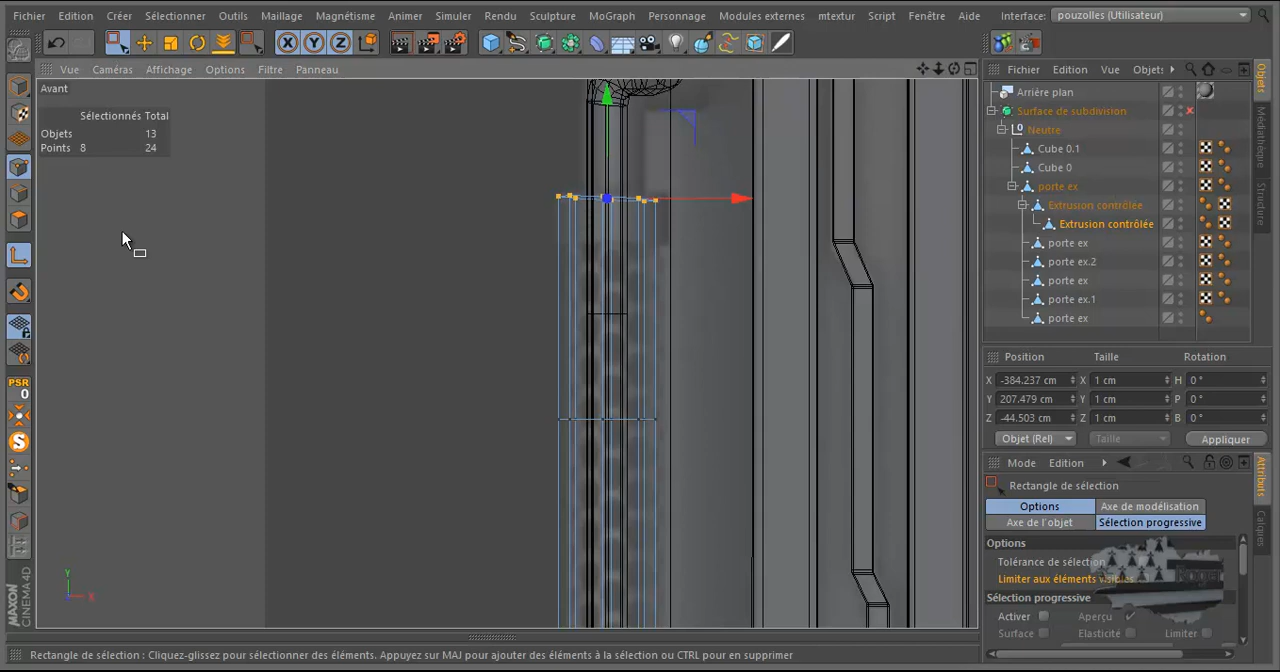 Fichier Edition Créer Sélectionner Outils Maillage Magnétisme Animer Simuler Rendu Sculpture MoGraph Personnage Modules externes mtextur Script Fenêtre Aide Interface: pouzolles (Utilisateur)
X Y Z
Vue Caméras Affichage Options Filtre Panneau
Fichier Edition Vue Objets
Avant
Sélectionnés Total
Objets 13
Points 8 24
Arrière plan
Surface de subdivision
Neutre
Cube 0.1
Cube 0
porte ex
Extrusion contrôlée
Extrusion contrôlée
porte ex
porte ex.2
porte ex
porte ex.1
porte ex
Objets
Médiathèque
Structure
PSR
0
S
Position Taille Rotation
X -384.237 cm X 1 cm H 0 °
Y 207.479 cm Y 1 cm P 0 °
Z -44.503 cm Z 1 cm B 0 °
Objet (Rel) Taille Appliquer
Mode Edition
Rectangle de sélection
Options Axe de modélisation
Axe de l'objet Sélection progressive
Options
Tolérance de sélection
Limiter aux éléments visibles
Sélection progressive
Activer Aperçu
Surface Elasticité Limiter
Attributs
Calques
Y
X
MAXON
CINEMA 4D
Rectangle de sélection : Cliquez-glissez pour sélectionner des éléments. Appuyez sur MAJ pour ajouter des éléments à la sélection ou CTRL pour en supprimer